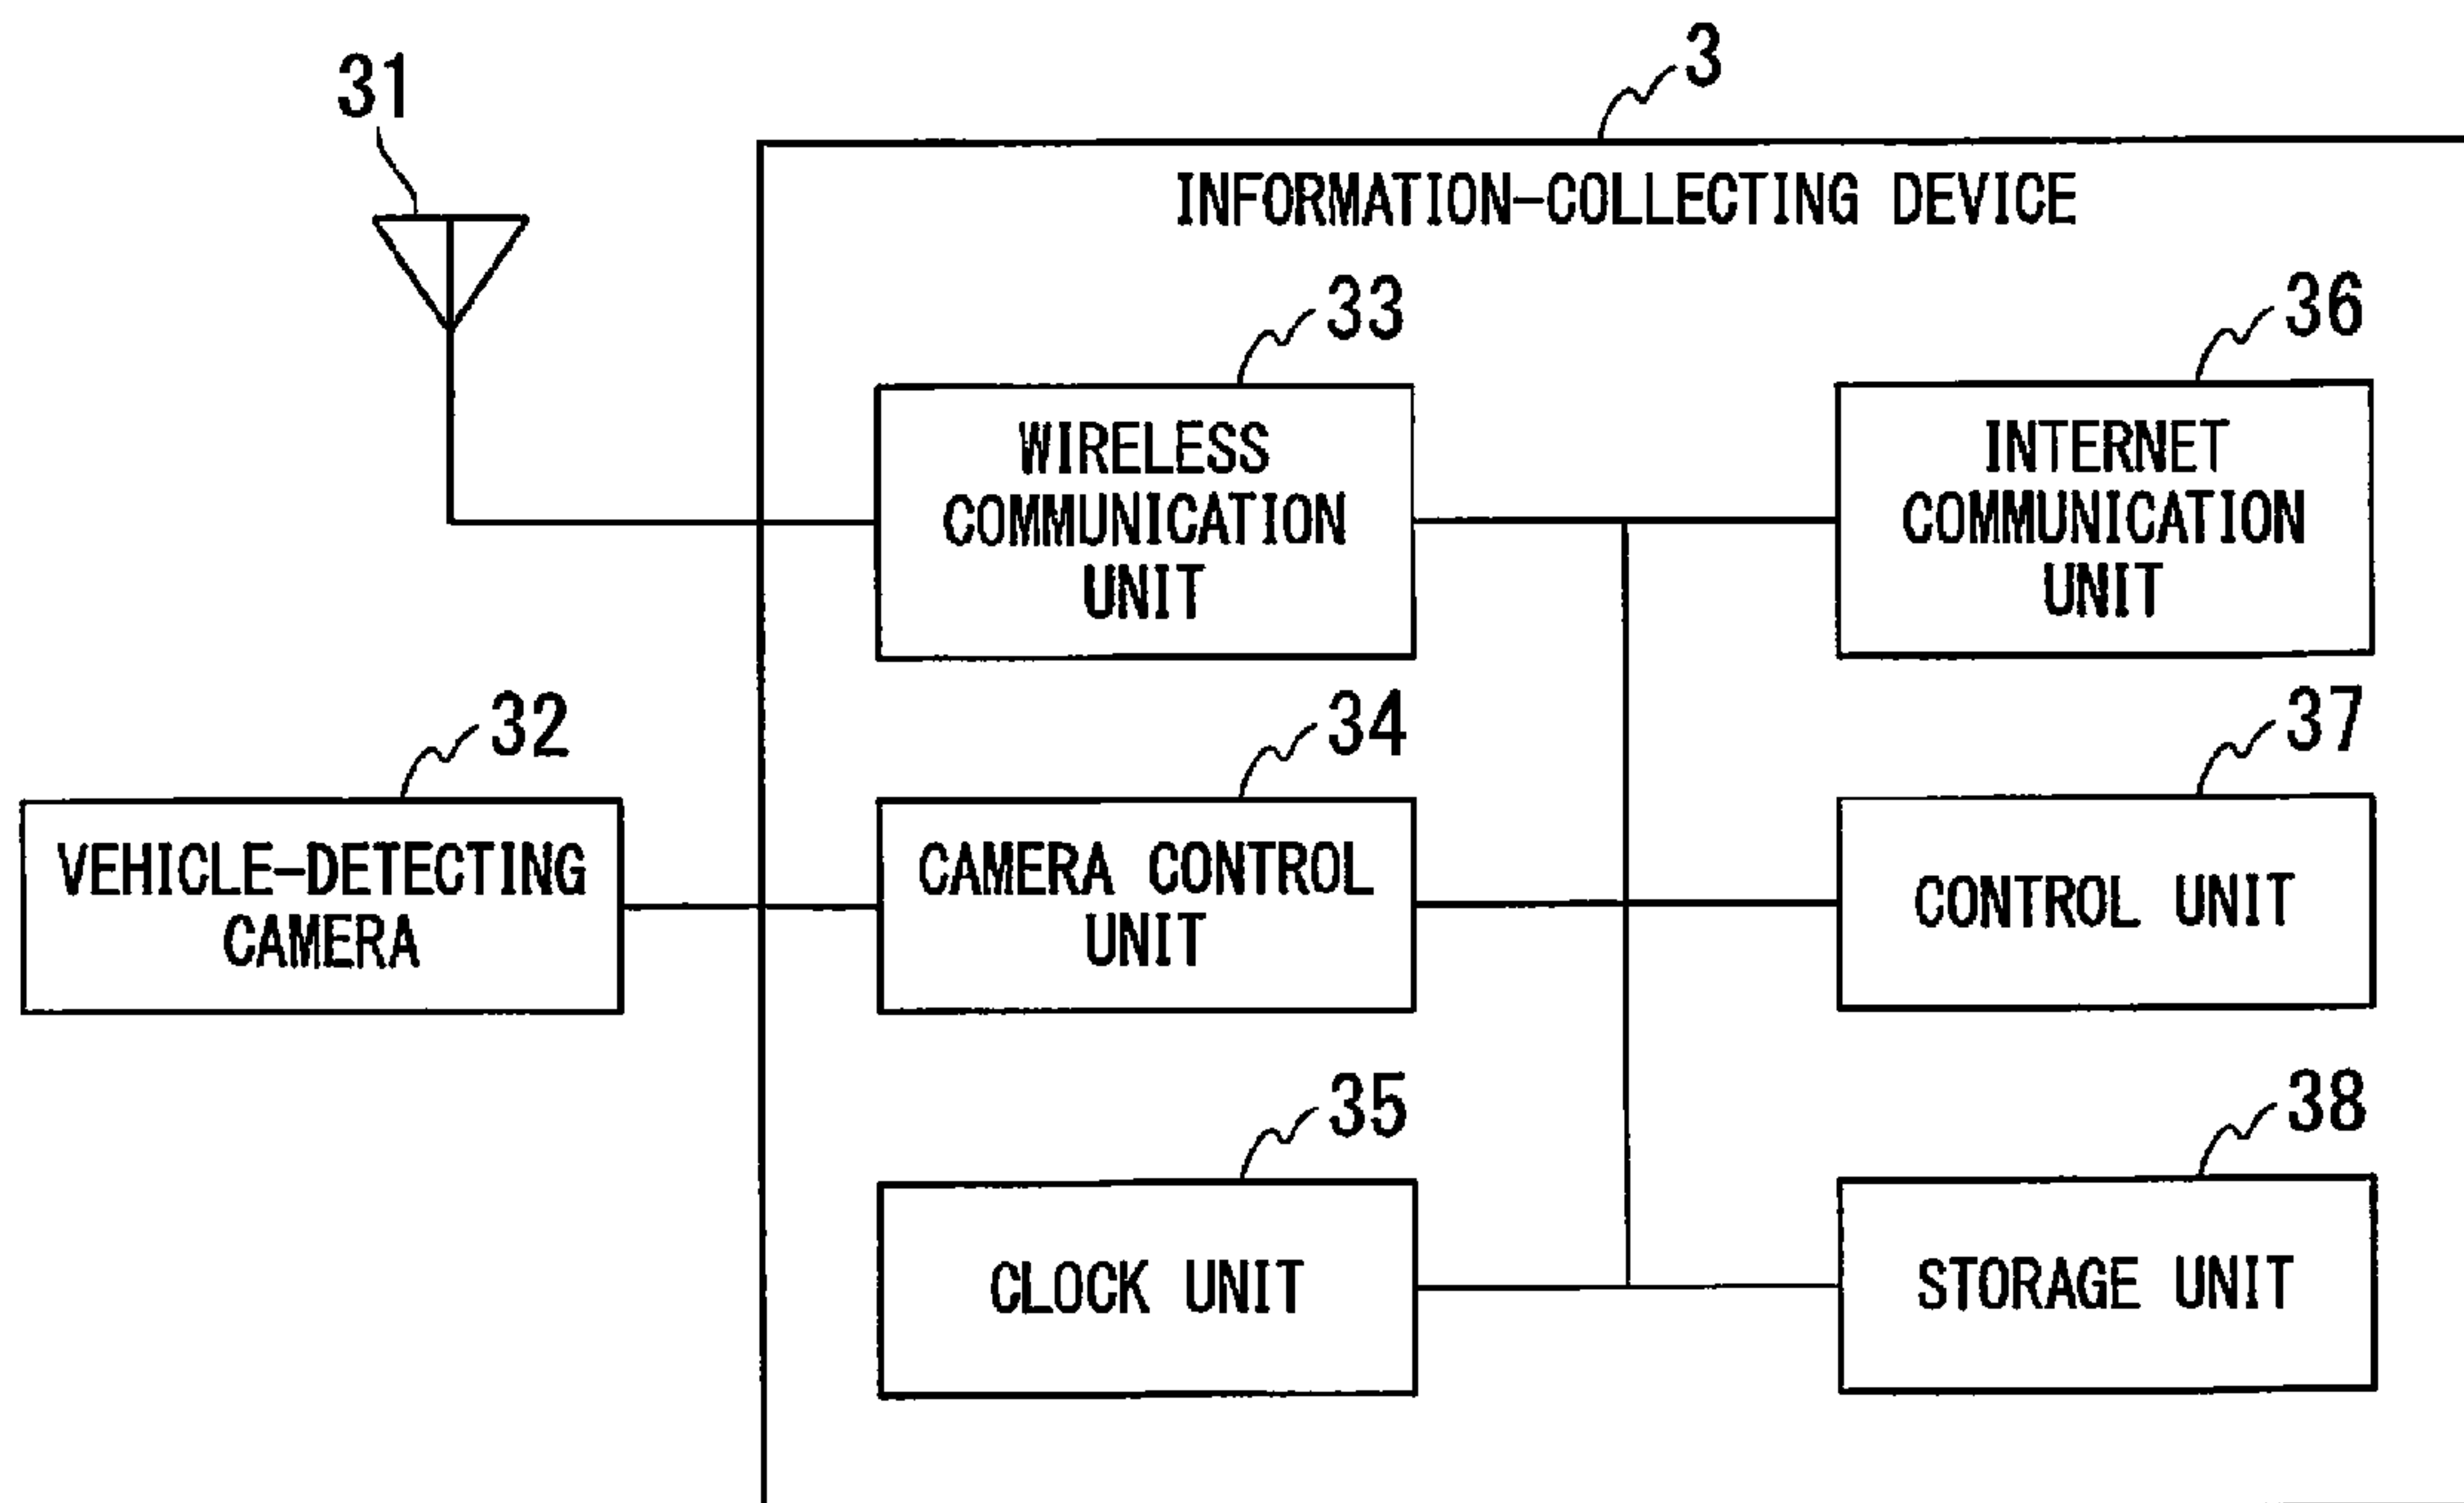 3
31
INFORMATION-COLLECTING DEVICE
33
36
WIRELESS
COMMUNICATION
UNIT
INTERNET
COMMUNICATION
UNIT
32
34
37
VEHICLE-DETECTING
CAMERA
CAMERA CONTROL
UNIT
CONTROL UNIT
35
38
CLOCK UNIT
STORAGE UNIT